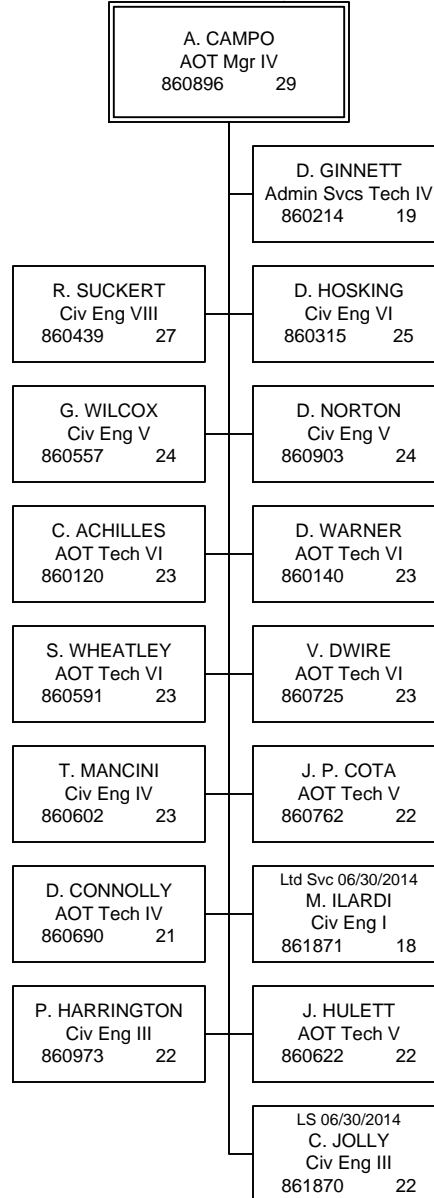 A. CAMPO
AOT Mgr IV
860896 29
D. GINNETT
Admin Svcs Tech IV
860214 19
R. SUCKERT
Civ Eng VIII
860439 27
D. HOSKING
Civ Eng VI
860315 25
G. WILCOX
Civ Eng V
860557 24
D. NORTON
Civ Eng V
860903 24
C. ACHILLES
AOT Tech VI
860120 23
D. WARNER
AOT Tech VI
860140 23
S. WHEATLEY
AOT Tech VI
860591 23
V. DWIRE
AOT Tech VI
860725 23
T. MANCINI
Civ Eng IV
860602 23
J. P. COTA
AOT Tech V
860762 22
D. CONNOLLY
AOT Tech IV
860690 21
Ltd Svc 06/30/2014
M. ILARDI
Civ Eng I
861871 18
P. HARRINGTON
Civ Eng III
860973 22
J. HULETT
AOT Tech V
860622 22
LS 06/30/2014
C. JOLLY
Civ Eng III
861870 22